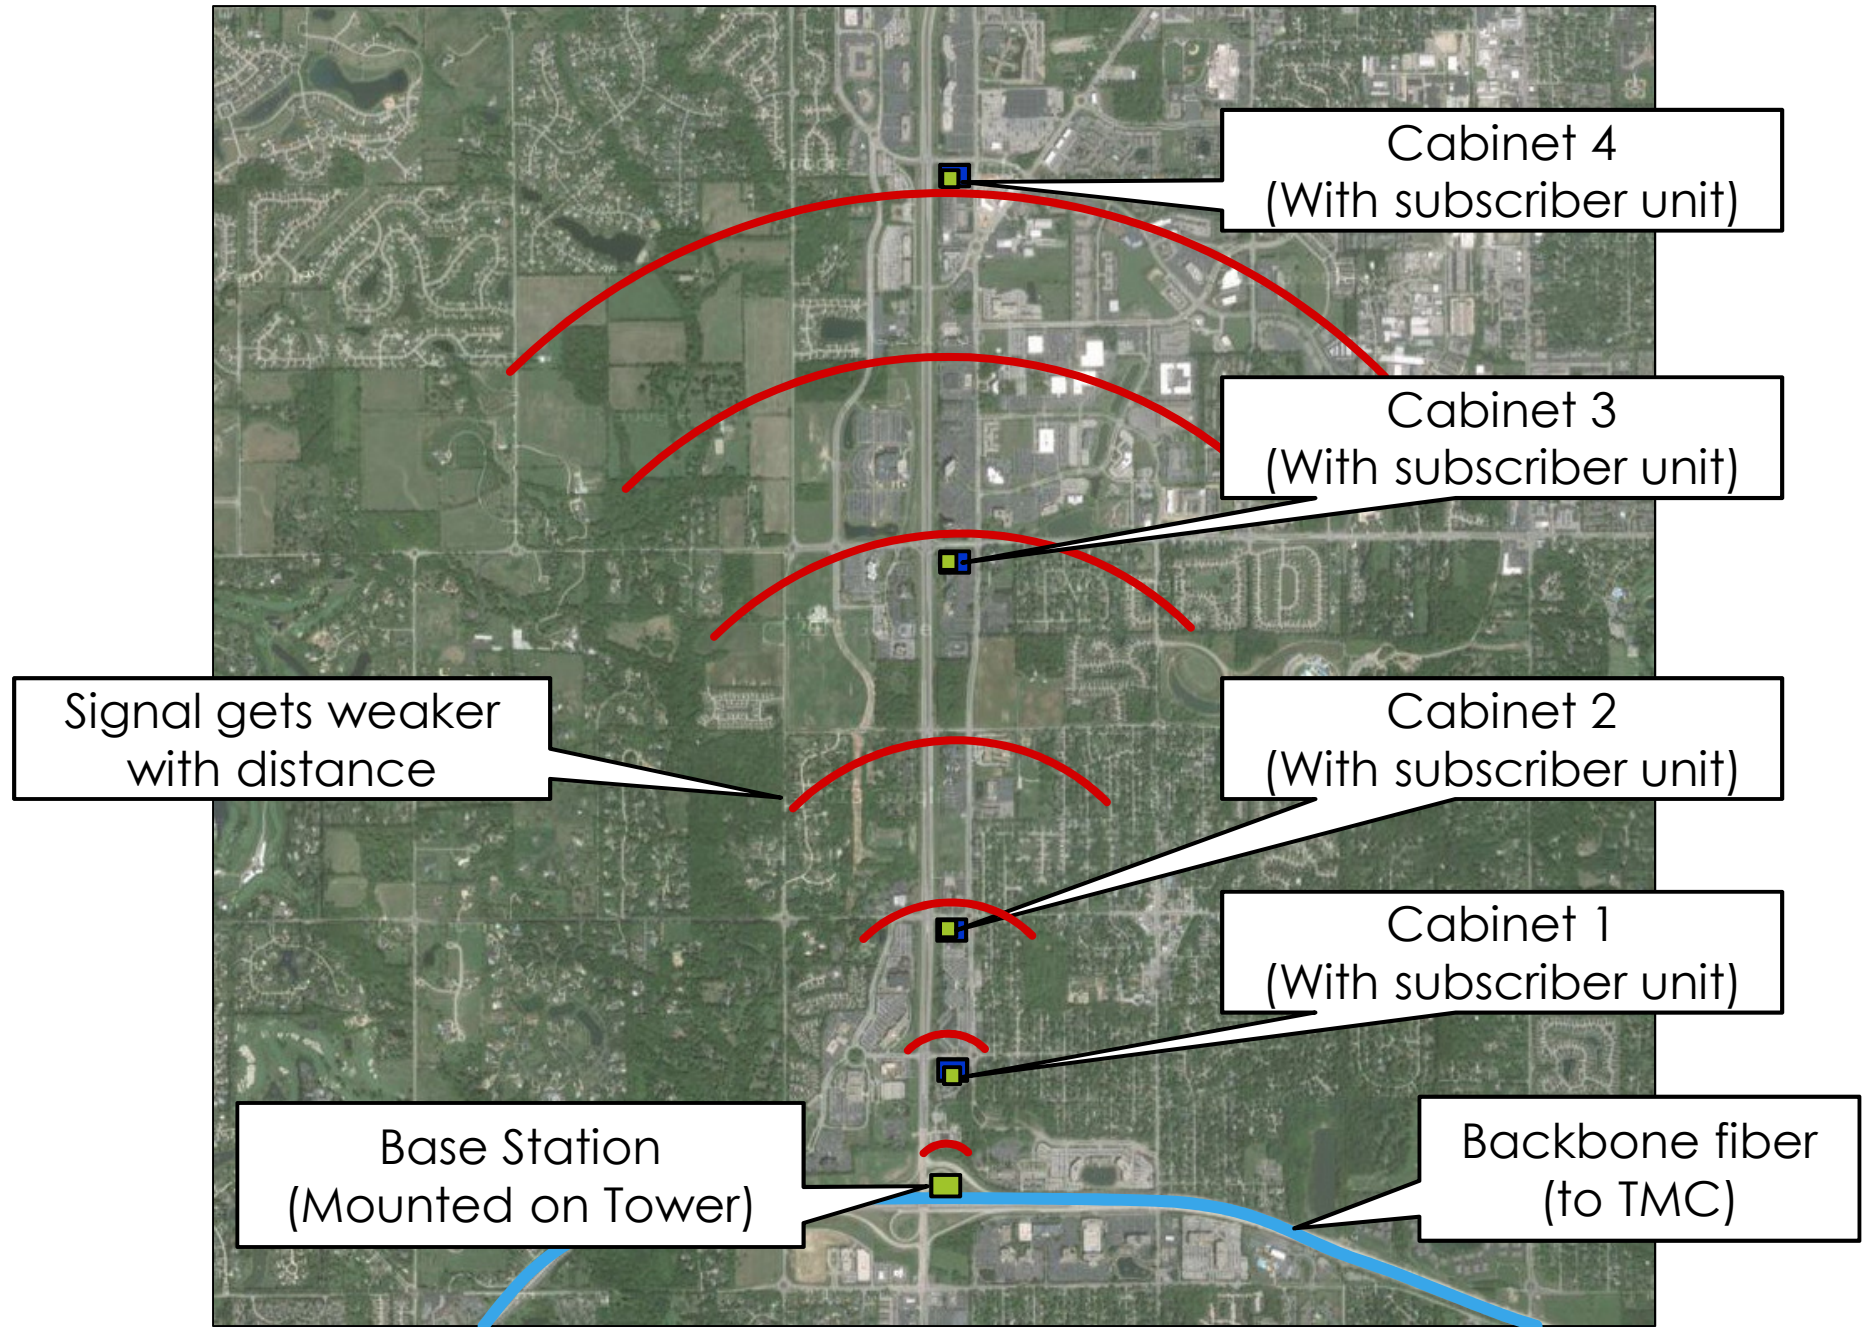 Cabinet 4
(With subscriber unit)
Cabinet 3
(With subscriber unit)
Signal gets weaker
with distance
Cabinet 2
(With subscriber unit)
Cabinet 1
(With subscriber unit)
Base Station
(Mounted on Tower)
Backbone fiber
(to TMC)